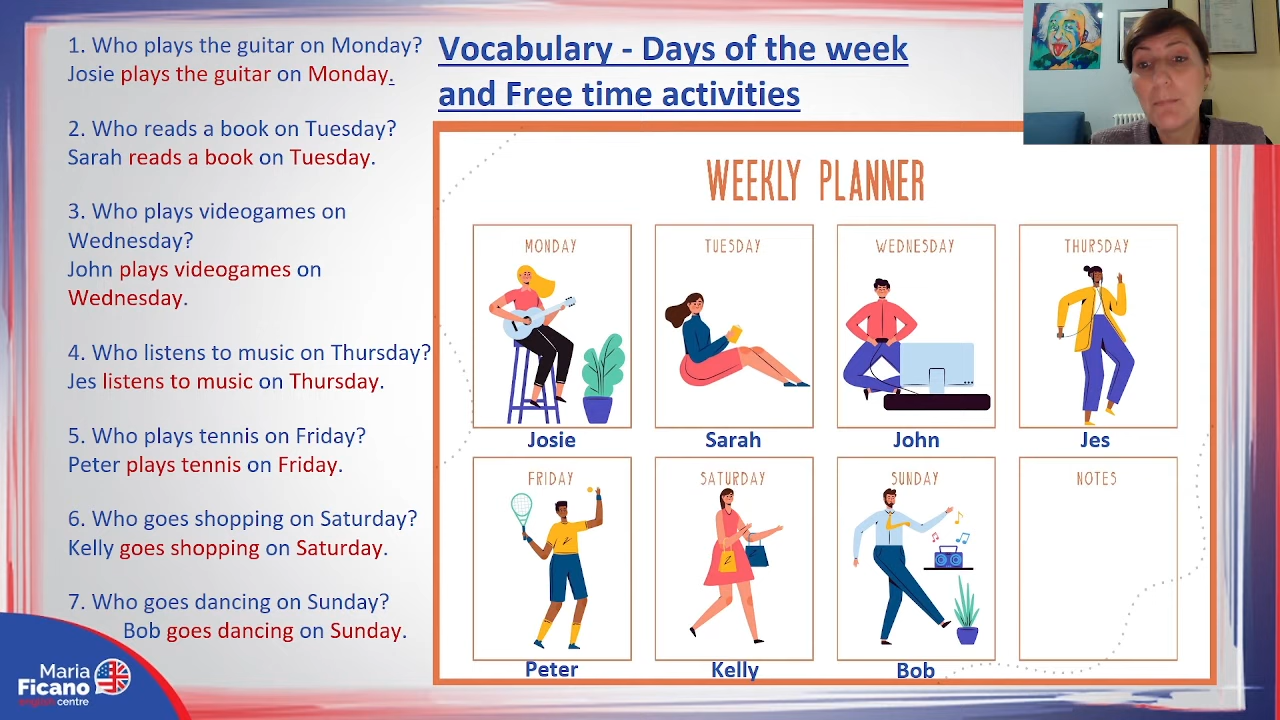 1. Who plays the guitar on Monday?
Josie plays the guitar on Monday.
2. Who reads a book on Tuesday?
Sarah reads a book on Tuesday.
3. Who plays videogames on
Wednesday?
John plays videogames on
Wednesday.
4. Who listens to music on Thursday?
Jes listens to music on Thursday.
5. Who plays tennis on Friday?
Peter plays tennis on Friday.
6. Who goes shopping on Saturday?
Kelly goes shopping on Saturday.
7. Who goes dancing on Sunday?
Bob goes dancing on Sunday.
Vocabulary - Days of the week
and Free time activities
WEEKLY PLANNER
MONDAY
TUESDAY
WEDNESDAY
THURSDAY
Josie
Sarah
John
Jes
FRIDAY
SATURDAY
SUNDAY
NOTES
Peter
Kelly
Bob
Maria
Ficano
english centre